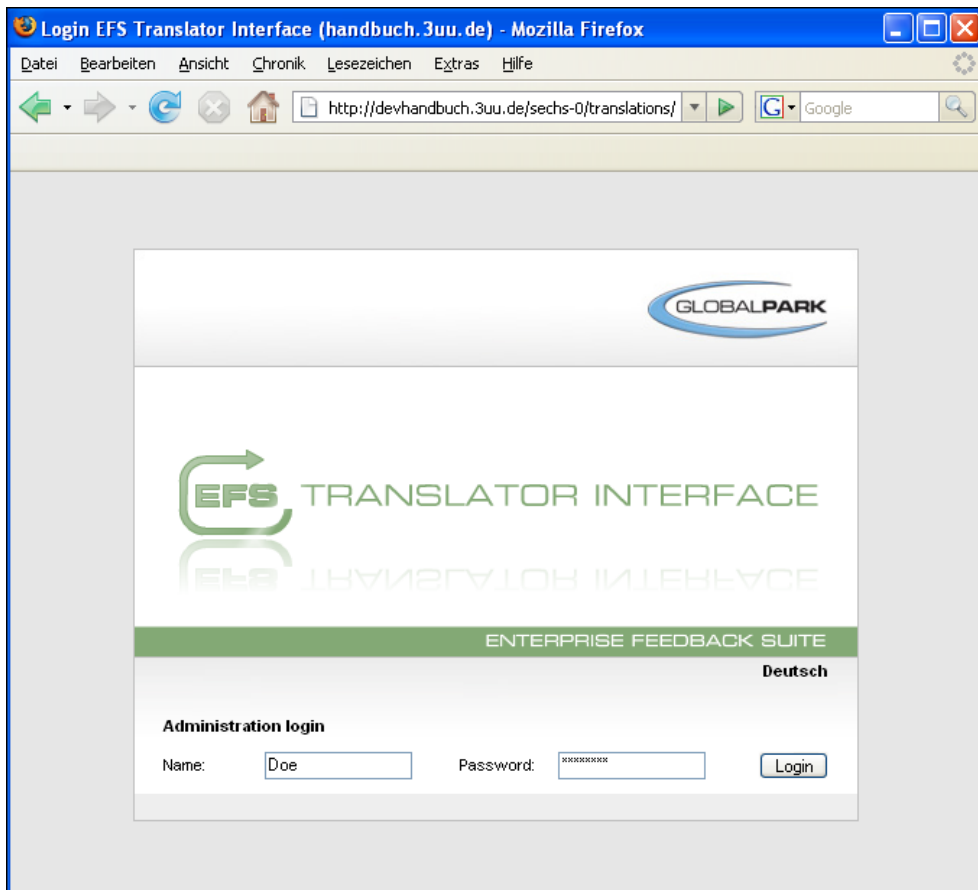 Login EFS Translator Interface (handbuch.3uu.de) - Mozilla Firefox
Datei Bearbeiten Ansicht Chronik Lesezeichen Extras Hilfe
http://devhandbuch.3uu.de/sechs-0/translations/ G Google
GLOBALPARK
EFS TRANSLATOR INTERFACE
ENTERPRISE FEEDBACK SUITE
Deutsch
Administration login
Name: Doe Password: ******** Login